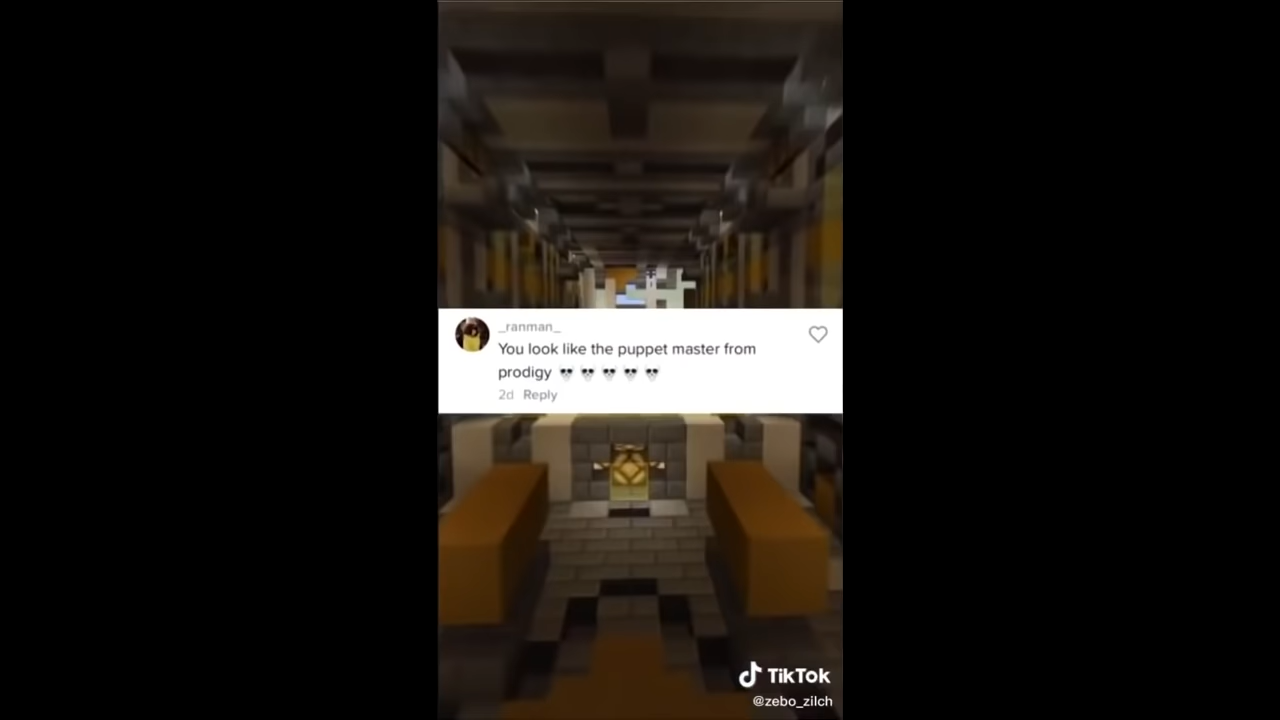 _ranman_
You look like the puppet master from
prodigy 💀 💀 💀 💀 💀
2d Reply
TikTok
@zebo_zilch